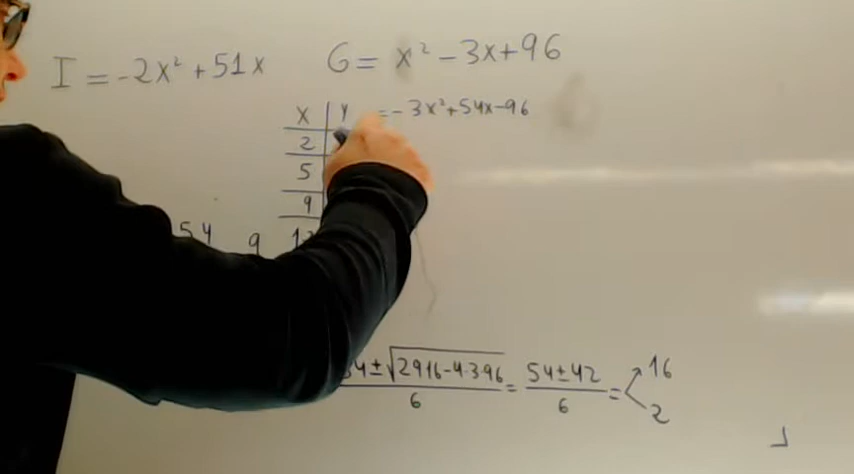 I = -2x² + 51x
G = x² - 3x + 96
x y = -3x² + 54x - 96
2
5
9
54 9
4 ± √2916-4·3·96 / 6 = 54±42 / 6 = 16
2